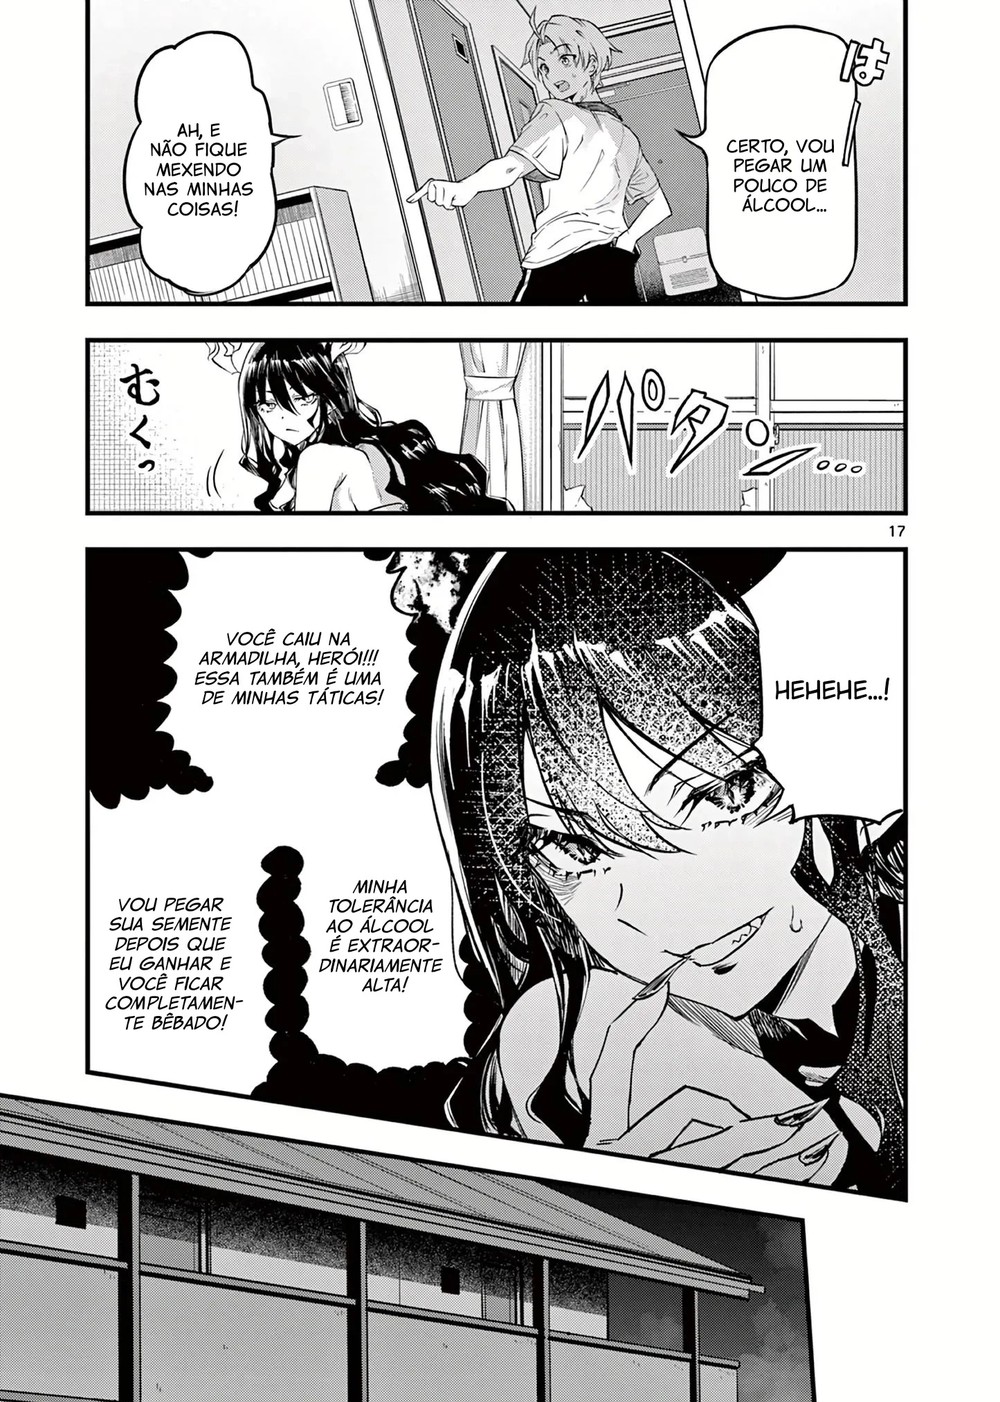 は
CERTO, VOU
PEGAR UM
POUCO DE
ÁLCOOL...
AH, E
NÃO FIQUE
MEXENDO
NAS MINHAS
COISAS!
パタン...
むくっ
17
HEHEHE...!
VOCÊ CAIU NA
ARMADILHA, HERÓI!!!
ESSA TAMBÉM É UMA
DE MINHAS TÁTICAS!
MINHA
TOLERÂNCIA
AO ÁLCOOL
É EXTRAOR-
DINARIAMENTE
ALTA!
VOU PEGAR
SUA SEMENTE
DEPOIS QUE
EU GANHAR E
VOCÊ FICAR
COMPLETAMEN-
TE BÊBADO!